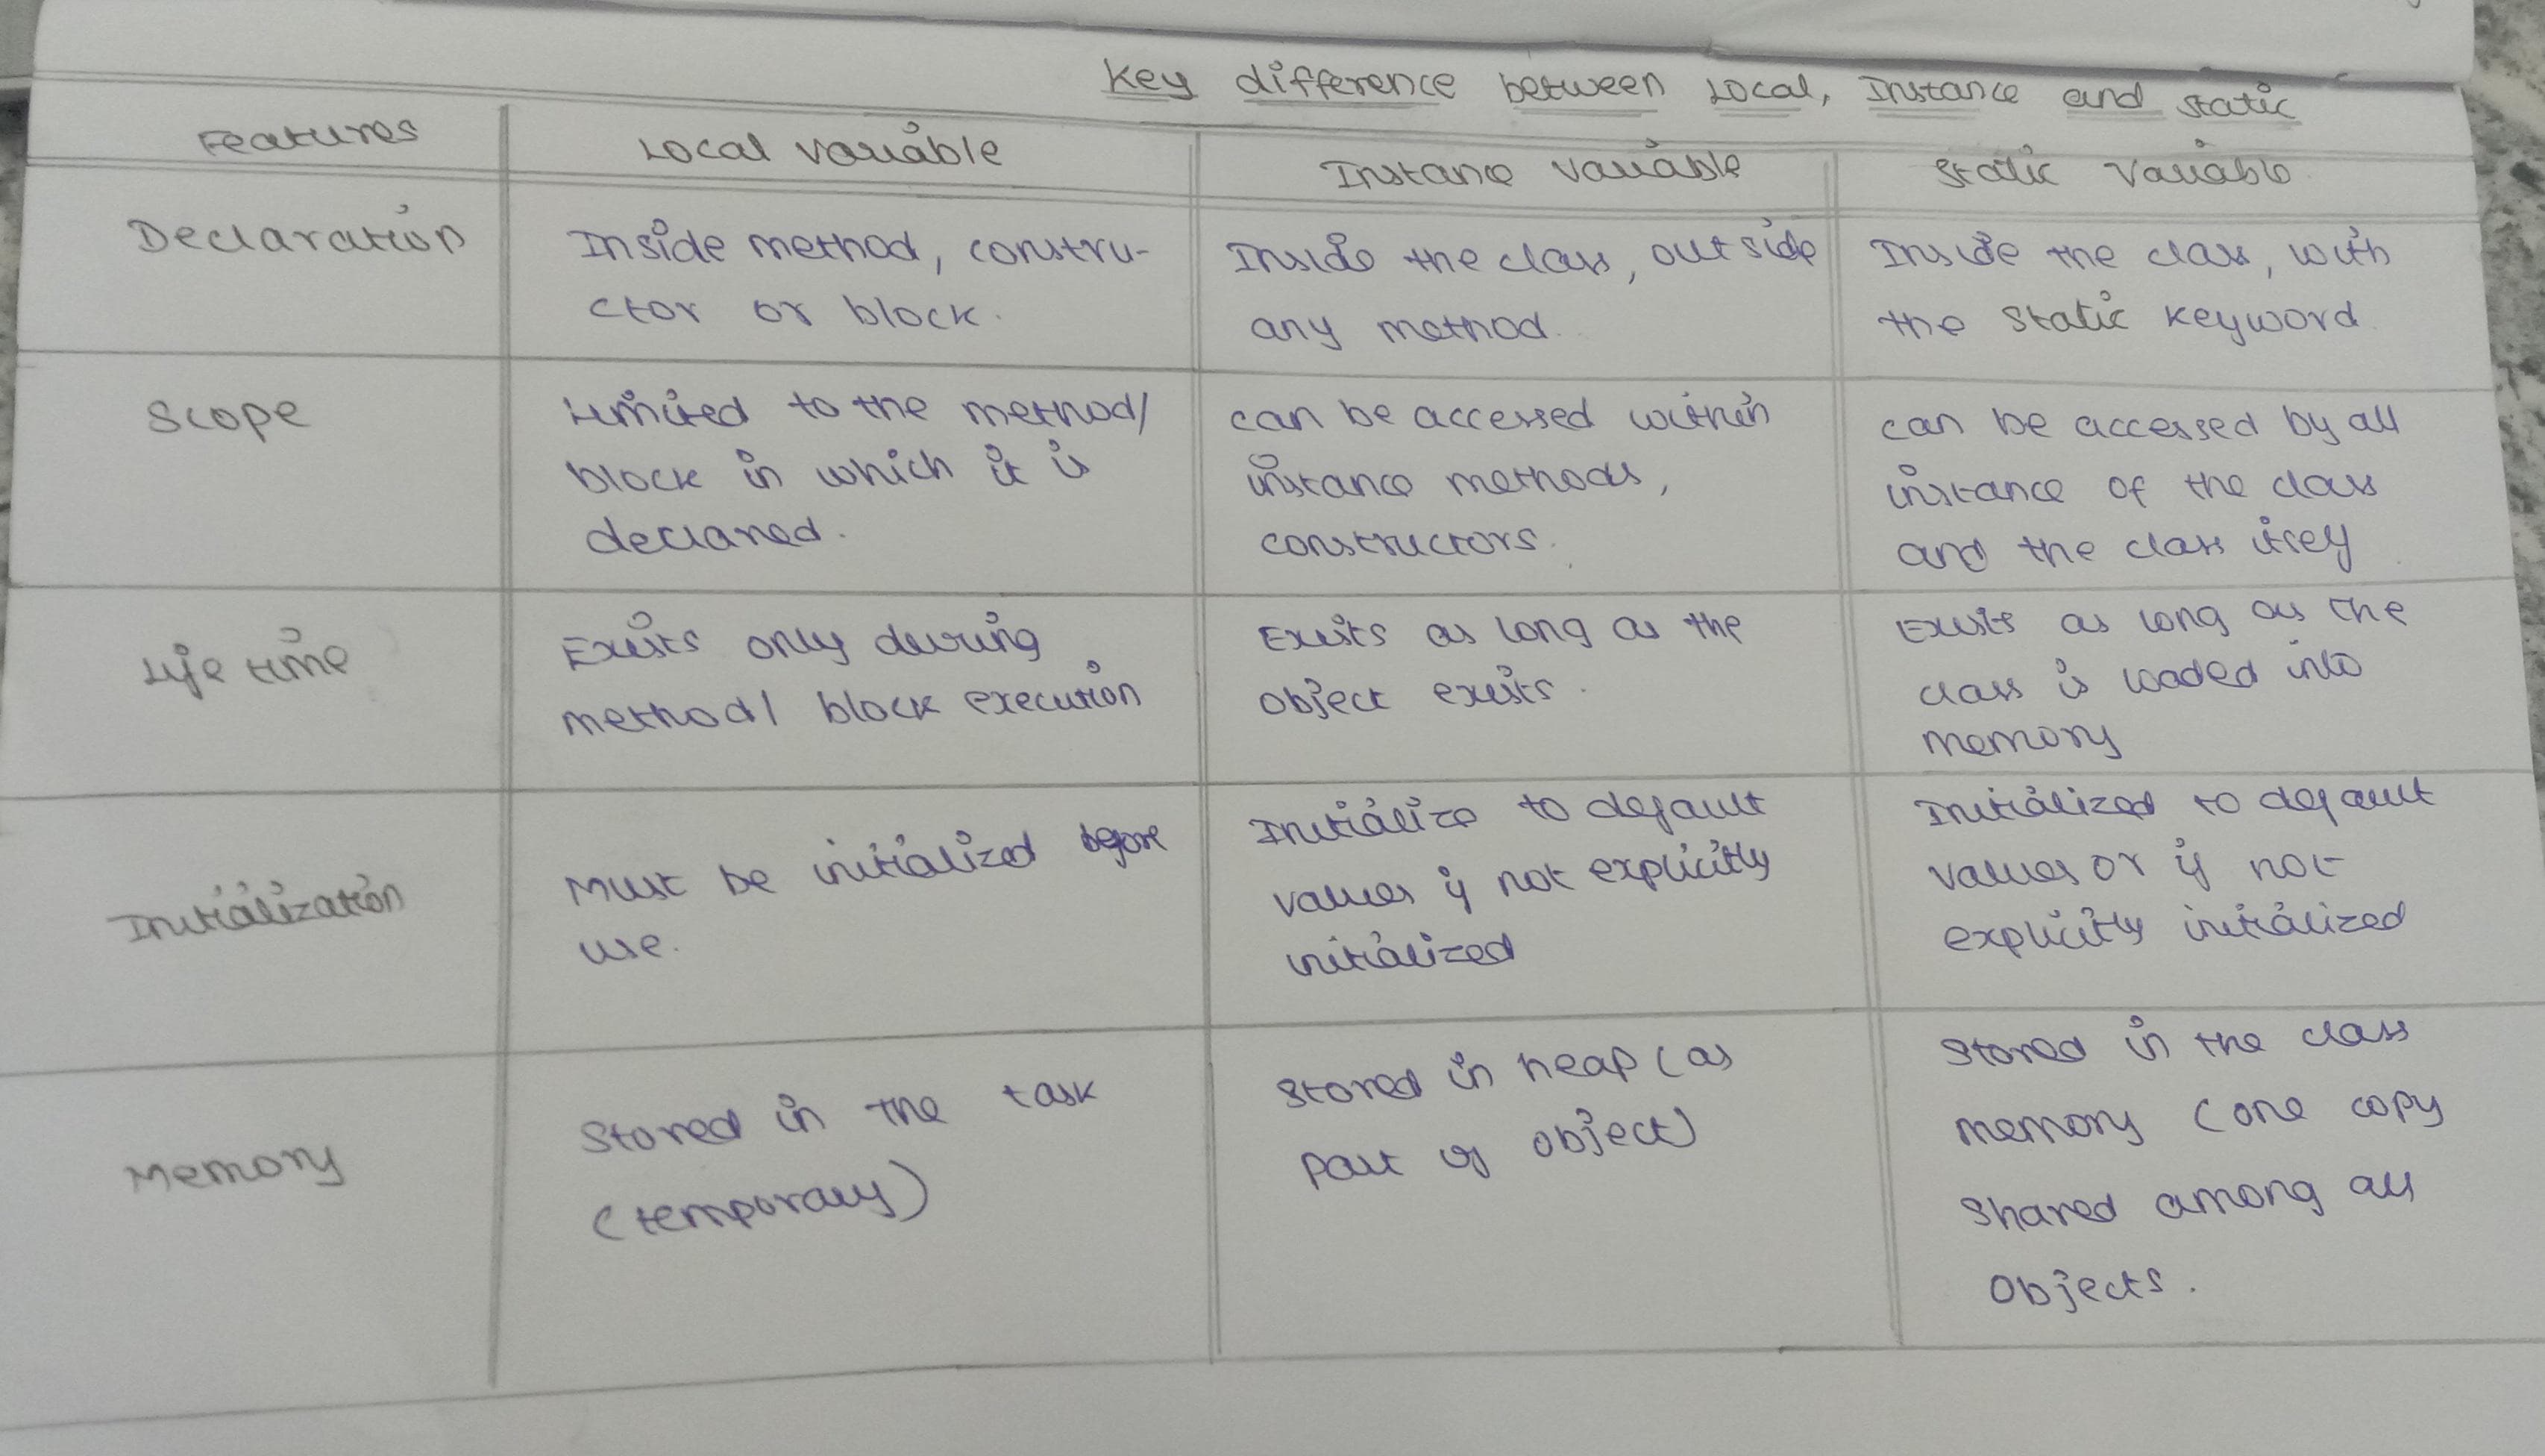 Key difference between Local, Instance and static
Features
Local variable
Instance variable
Static variable
Declaration
Inside method, constru-
ctor or block.
Inside the class, outside
any method.
Inside the class, with
the static keyword.
Scope
Limited to the method/
block in which it is
declared.
can be accessed within
instance methods,
constructors.
can be accessed by all
instance of the class
and the class itself
Life time
Exists only during
method/ block execution
Exists as long as the
object exists.
Exists as long as the
class is loaded into
memory
Initialization
Must be initialized before
use.
Initialize to default
values if not explicitly
initialized
Initialized to default
values or if not
explicitly initialized
Memory
Stored in the task
(temporary)
Stored in heap (as
part of object)
Stored in the class
memory (one copy
shared among all
objects.